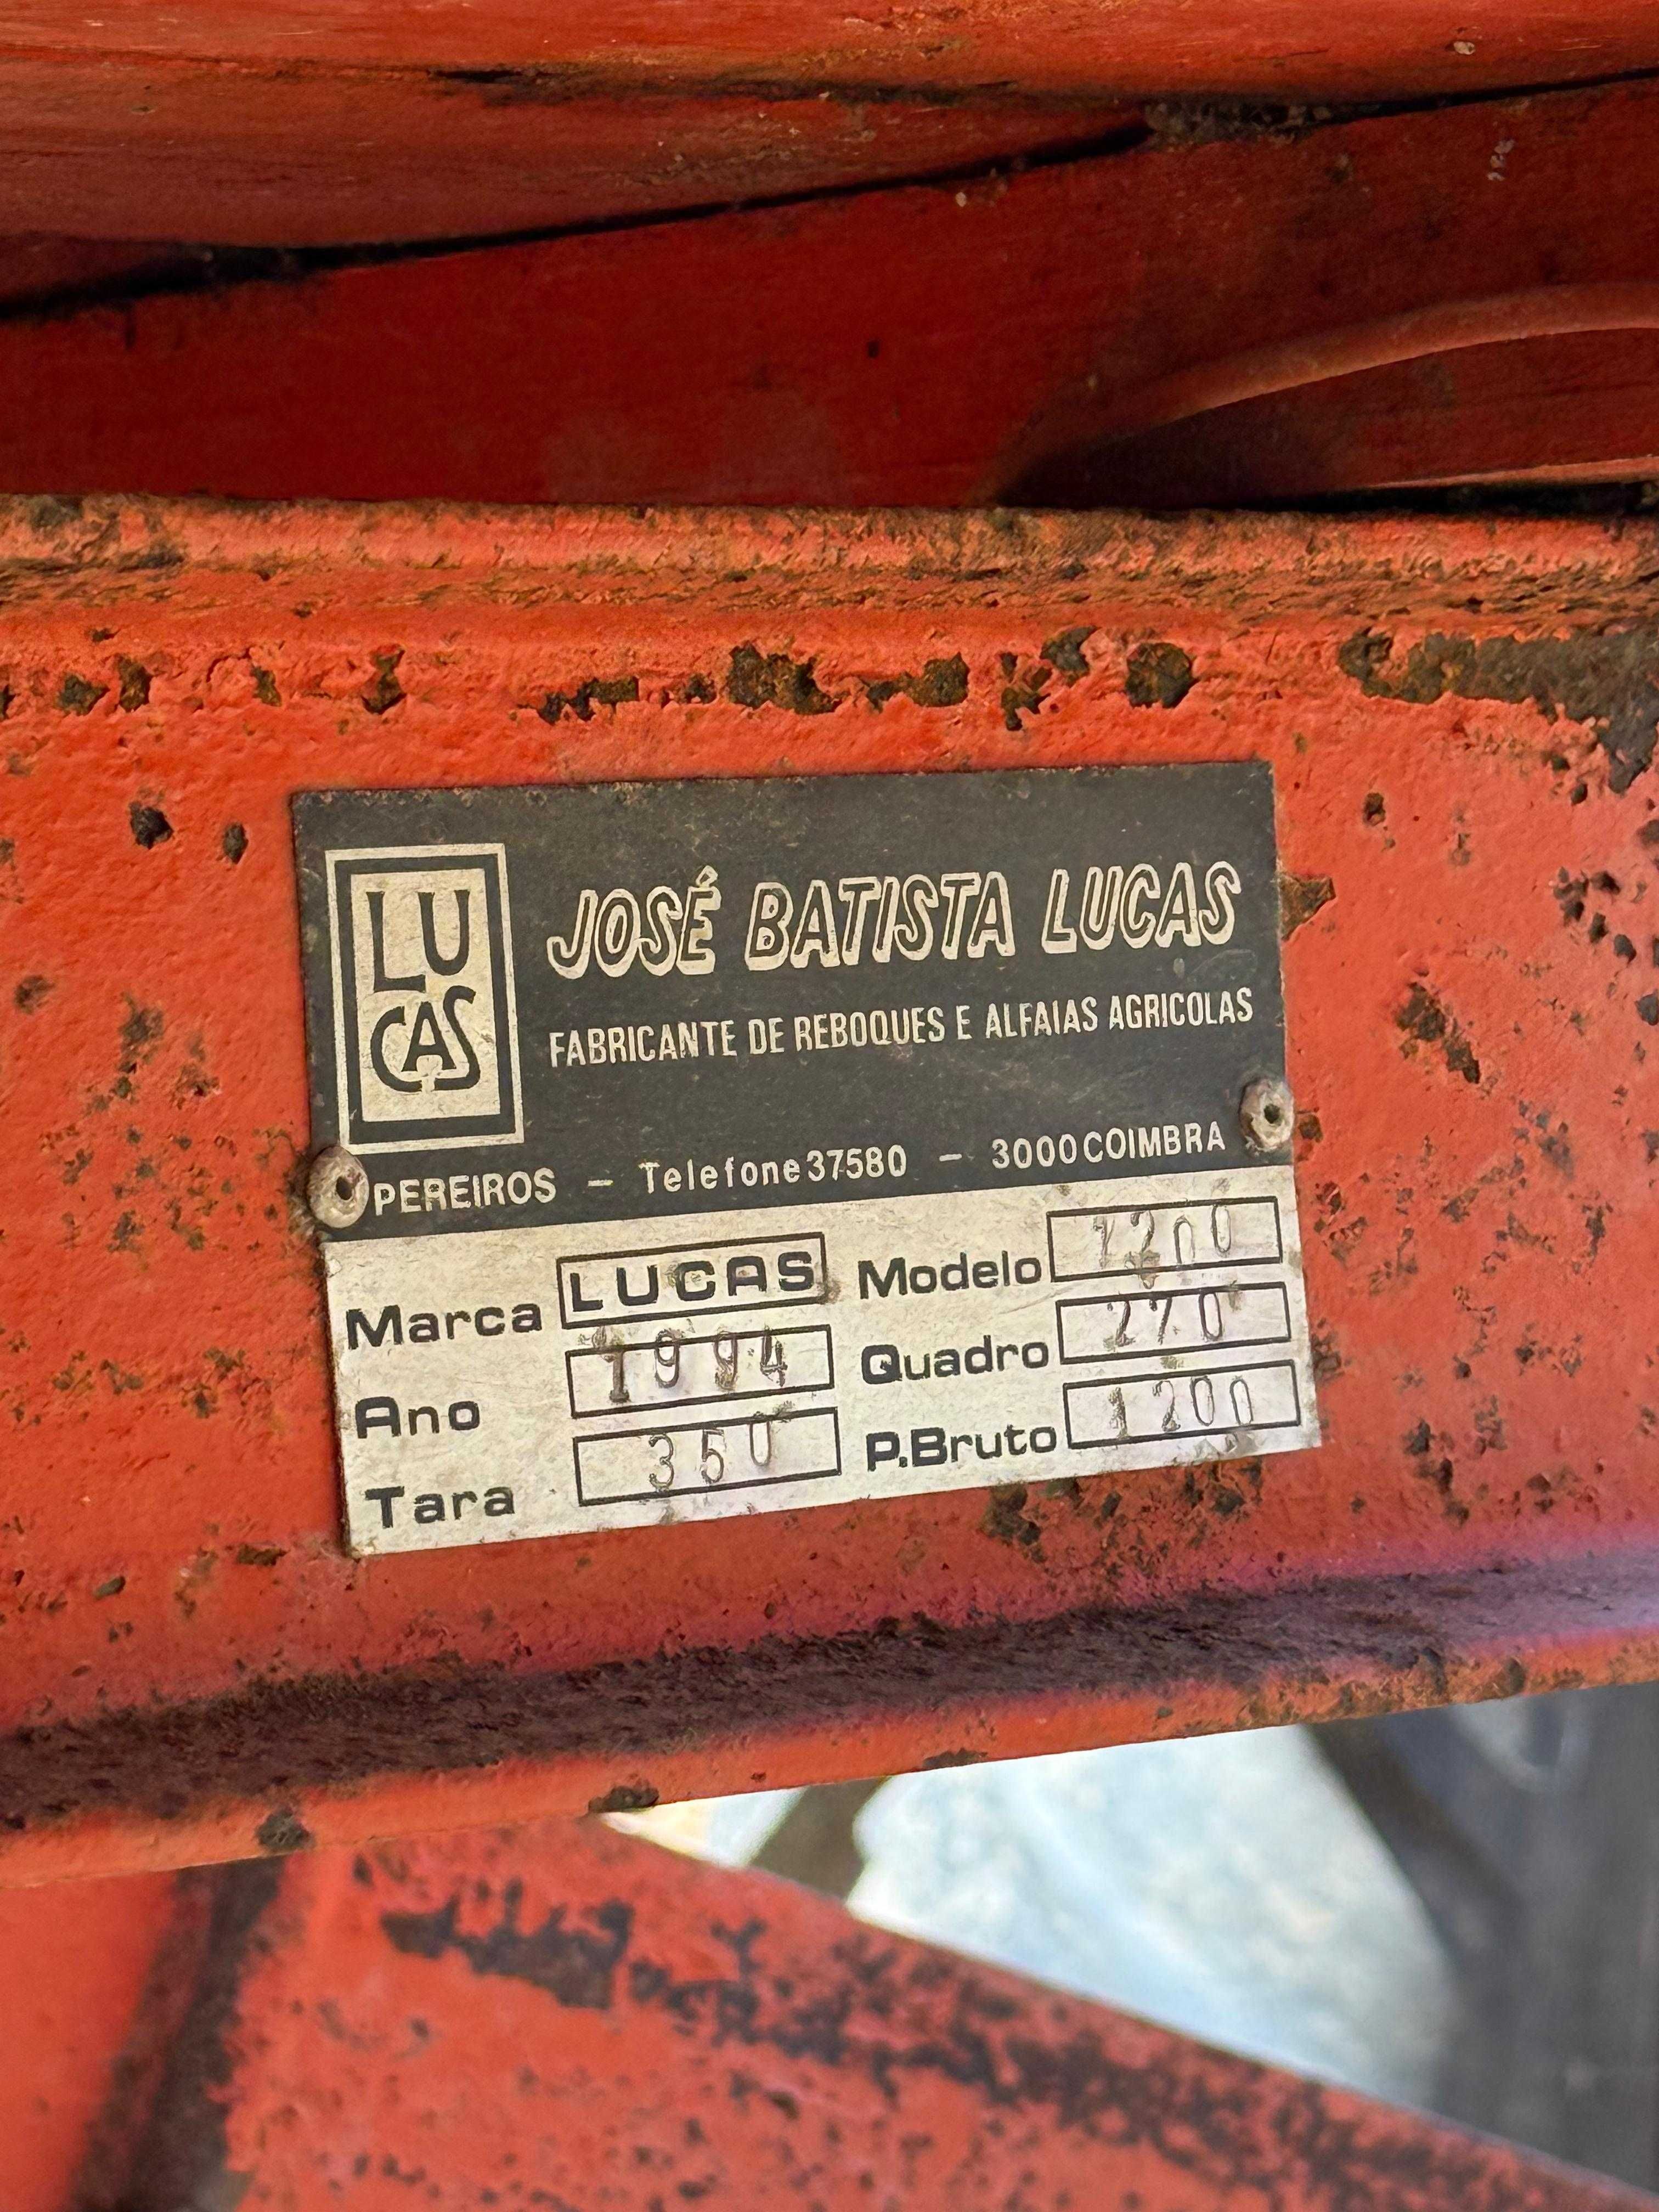 LU
CAS
JOSÉ BATISTA LUCAS
FABRICANTE DE REBOQUES E ALFAIAS AGRICOLAS
PEREIROS - Telefone 37580 - 3000 COIMBRA
Marca LUCAS Modelo 1200
Ano 1994 Quadro 270
Tara 350 P.Bruto 1200